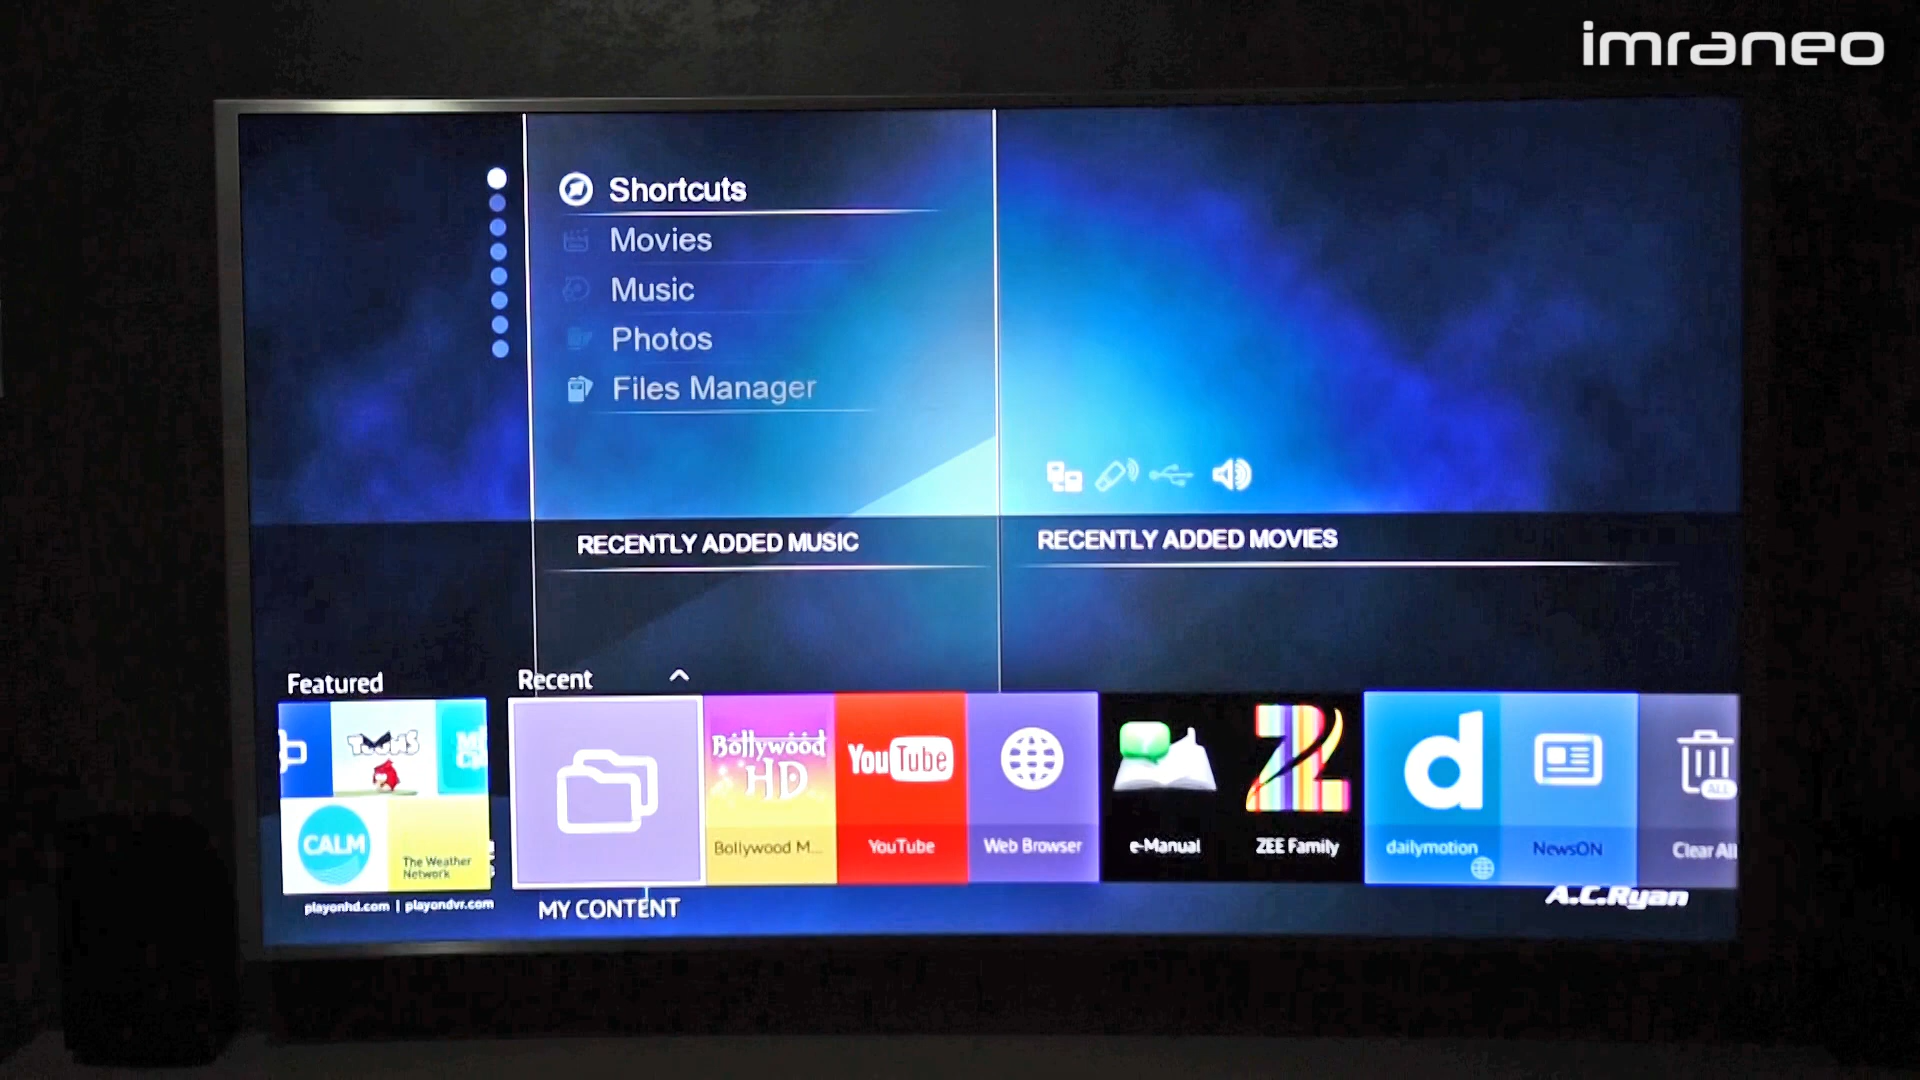 imraneo
Shortcuts
Movies
Music
Photos
Files Manager
RECENTLY ADDED MUSIC
RECENTLY ADDED MOVIES
Featured
Recent
TOONS
CALM
The Weather
Network
Bollywood
HD
Bollywood M...
YouTube
YouTube
Web Browser
e-Manual
ZEE Family
d
dailymotion
NewsON
ALL
Clear All
playonhd.com | playondvr.com
MY CONTENT
A.C.Ryan